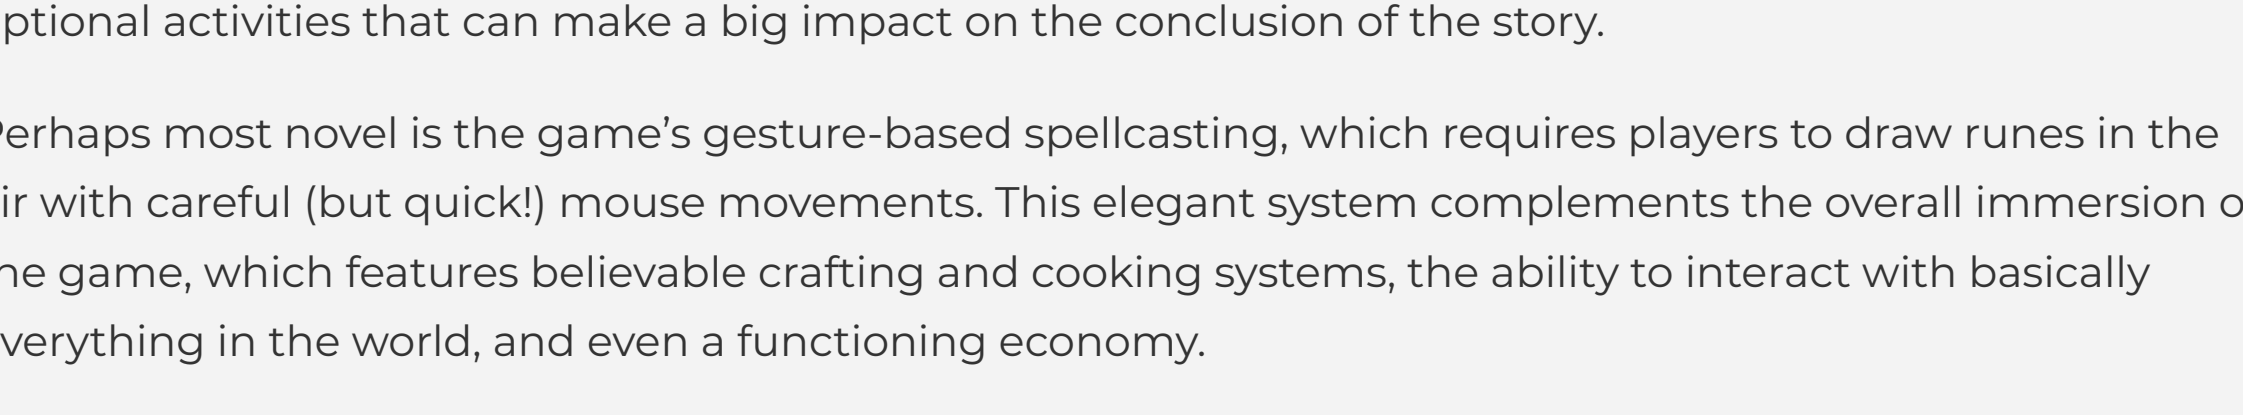 ptional activities that can make a big impact on the conclusion of the story.
Perhaps most novel is the game’s gesture-based spellcasting, which requires players to draw runes in the
ir with careful (but quick!) mouse movements. This elegant system complements the overall immersion o
he game, which features believable crafting and cooking systems, the ability to interact with basically
verything in the world, and even a functioning economy.